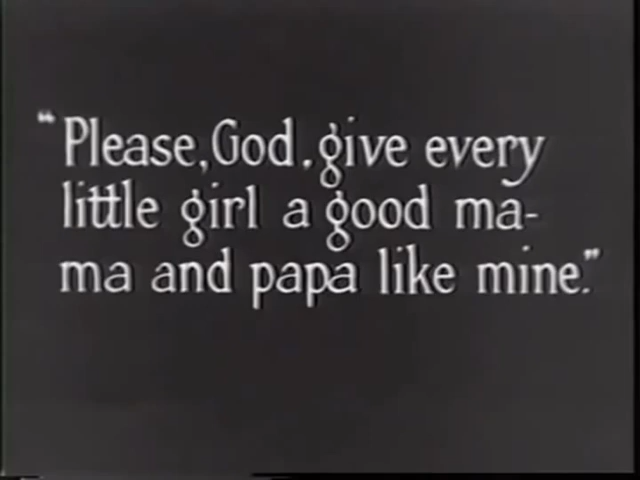 "Please, God, give every
little girl a good ma-
ma and papa like mine."